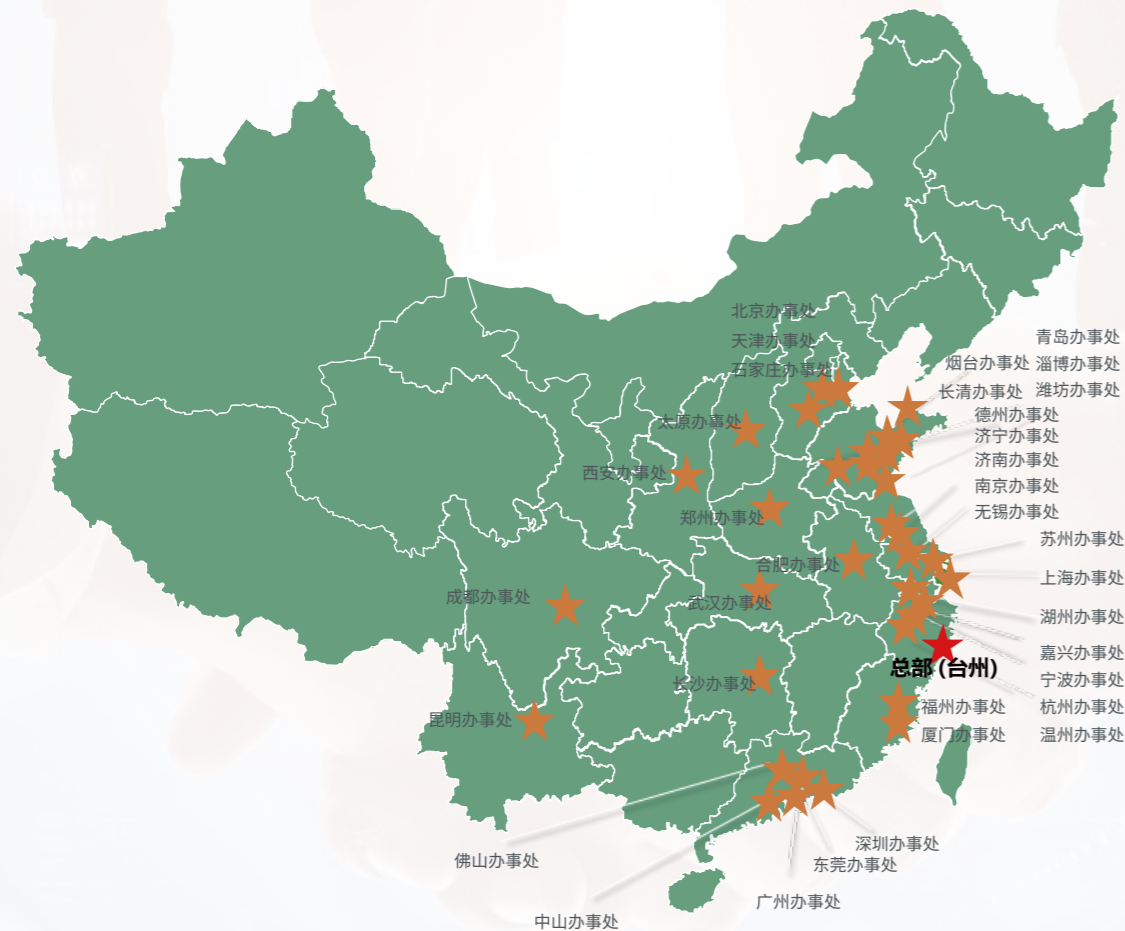 北京办事处
天津办事处
石家庄办事处
青岛办事处
烟台办事处
淄博办事处
长清办事处
潍坊办事处
德州办事处
太原办事处
济宁办事处
济南办事处
西安办事处
南京办事处
无锡办事处
郑州办事处
苏州办事处
合肥办事处
上海办事处
成都办事处
武汉办事处
湖州办事处
嘉兴办事处
总部 (台州)
宁波办事处
长沙办事处
杭州办事处
福州办事处
昆明办事处
厦门办事处
温州办事处
深圳办事处
佛山办事处
东莞办事处
广州办事处
中山办事处